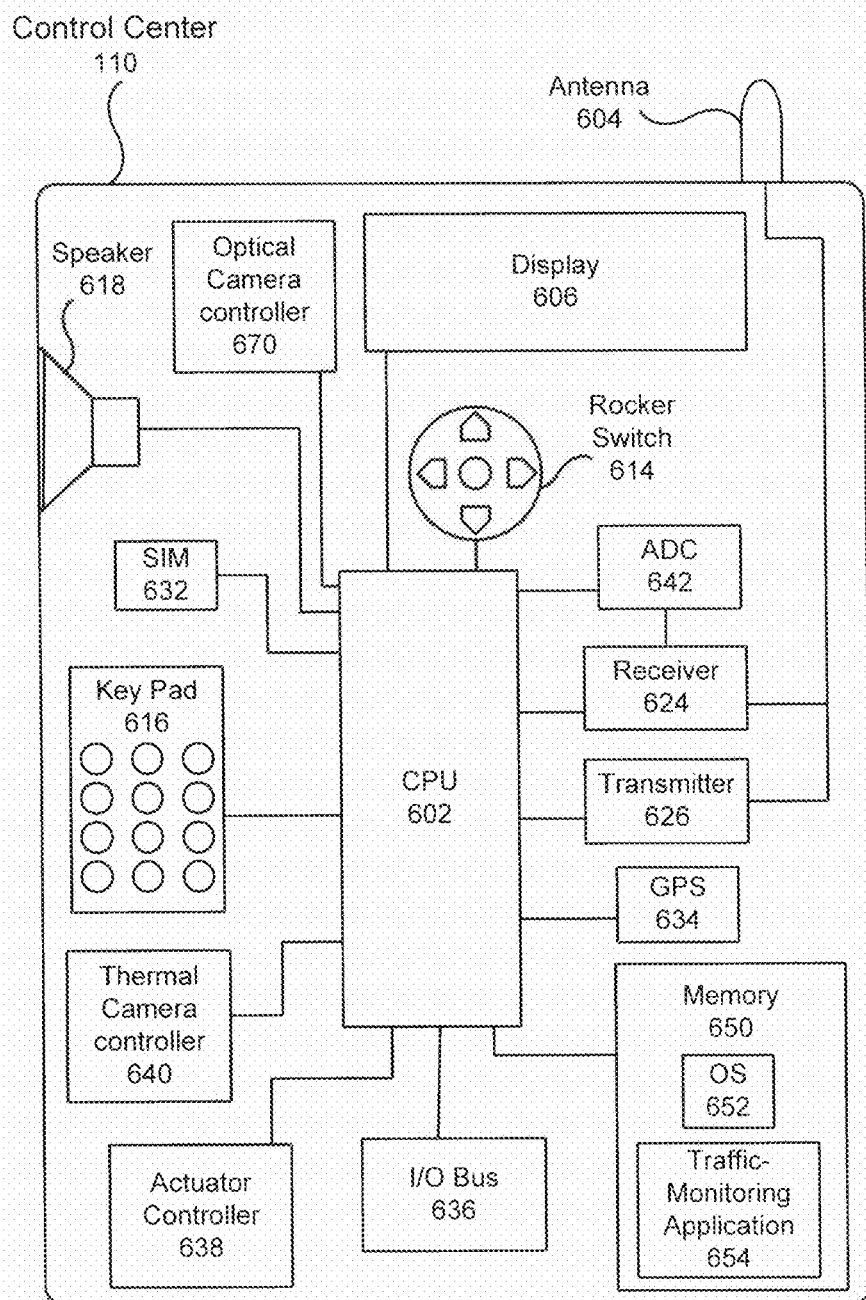 Control Center
110
Antenna
604
Speaker
618
Optical
Camera
controller
670
Display
606
Rocker
Switch
614
SIM
632
ADC
642
Key Pad
616
Receiver
624
CPU
602
Transmitter
626
GPS
634
Thermal
Camera
controller
640
Memory
650
OS
652
Actuator
Controller
638
I/O Bus
636
Traffic-
Monitoring
Application
654